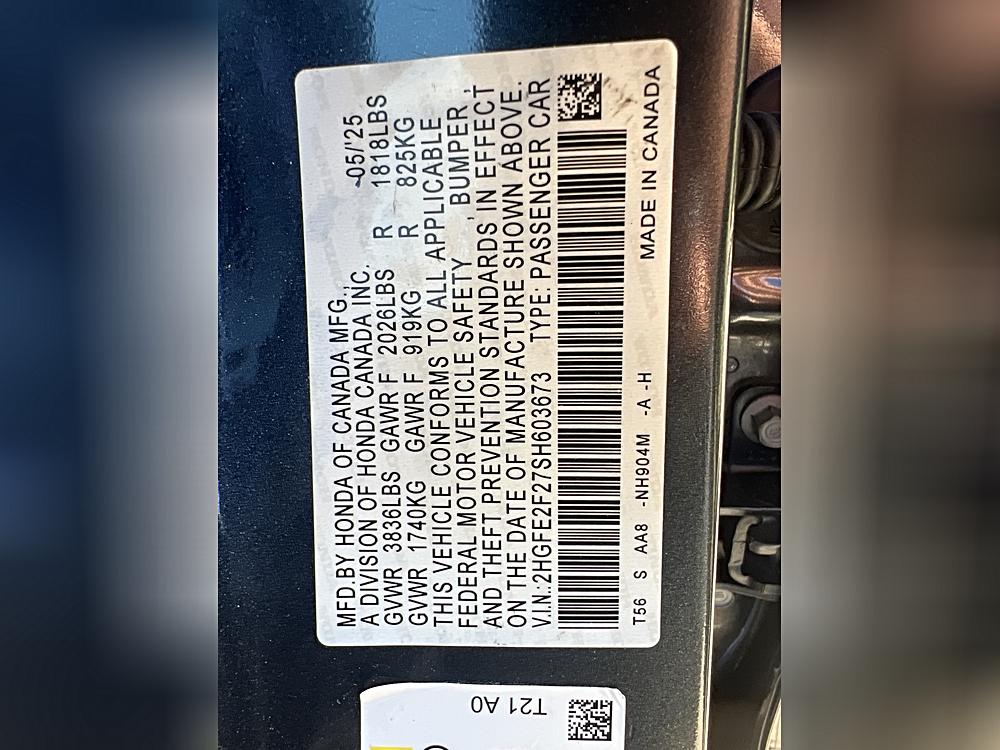 MFD.BY HONDA OF CANADA MFG.,
A DIVISION OF HONDA CANADA INC. 05/'25
GVWR 3836LBS GAWR F 2026LBS R 1818LBS
GVWR 1740KG GAWR F 919KG R 825KG
THIS VEHICLE CONFORMS TO ALL APPLICABLE
FEDERAL MOTOR VEHICLE SAFETY, BUMPER,
AND THEFT PREVENTION STANDARDS IN EFFECT
ON THE DATE OF MANUFACTURE SHOWN ABOVE.
V.I.N.:2HGFE2F27SH603673 TYPE: PASSENGER CAR
T56 S AA8 -NH904M -A -H MADE IN CANADA
T21 A0